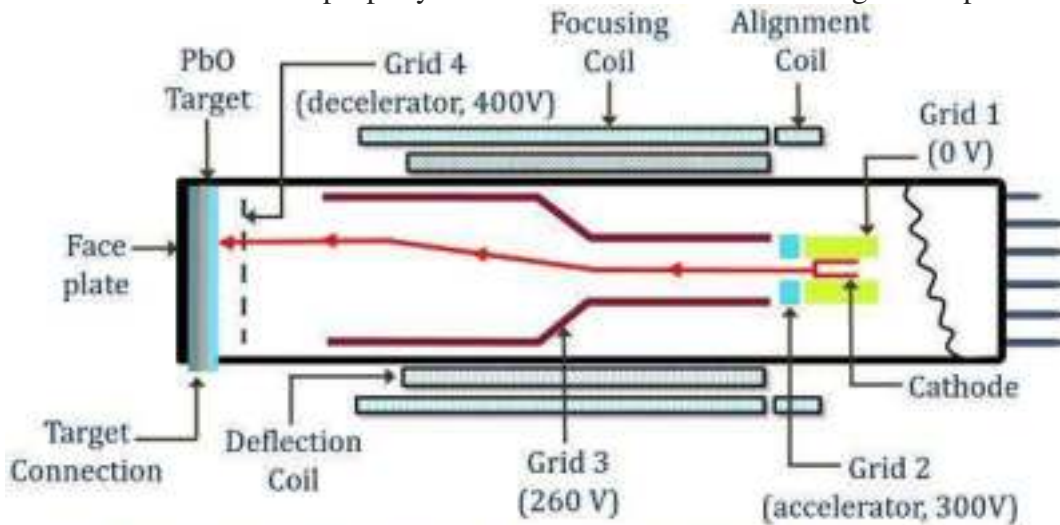 PbO
Target
Grid 4
(decelerator, 400V)
Focusing
Coil
Alignment
Coil
Grid 1
(0 V)
Face
plate
Target
Connection
Deflection
Coil
Grid 3
(260 V)
Grid 2
(accelerator, 300V)
Cathode